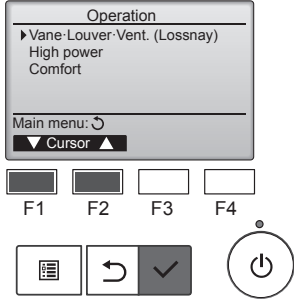 Operation
Vane·Louver·Vent. (Lossnay)
High power
Comfort
Main menu:
Cursor
F1 F2 F3 F4